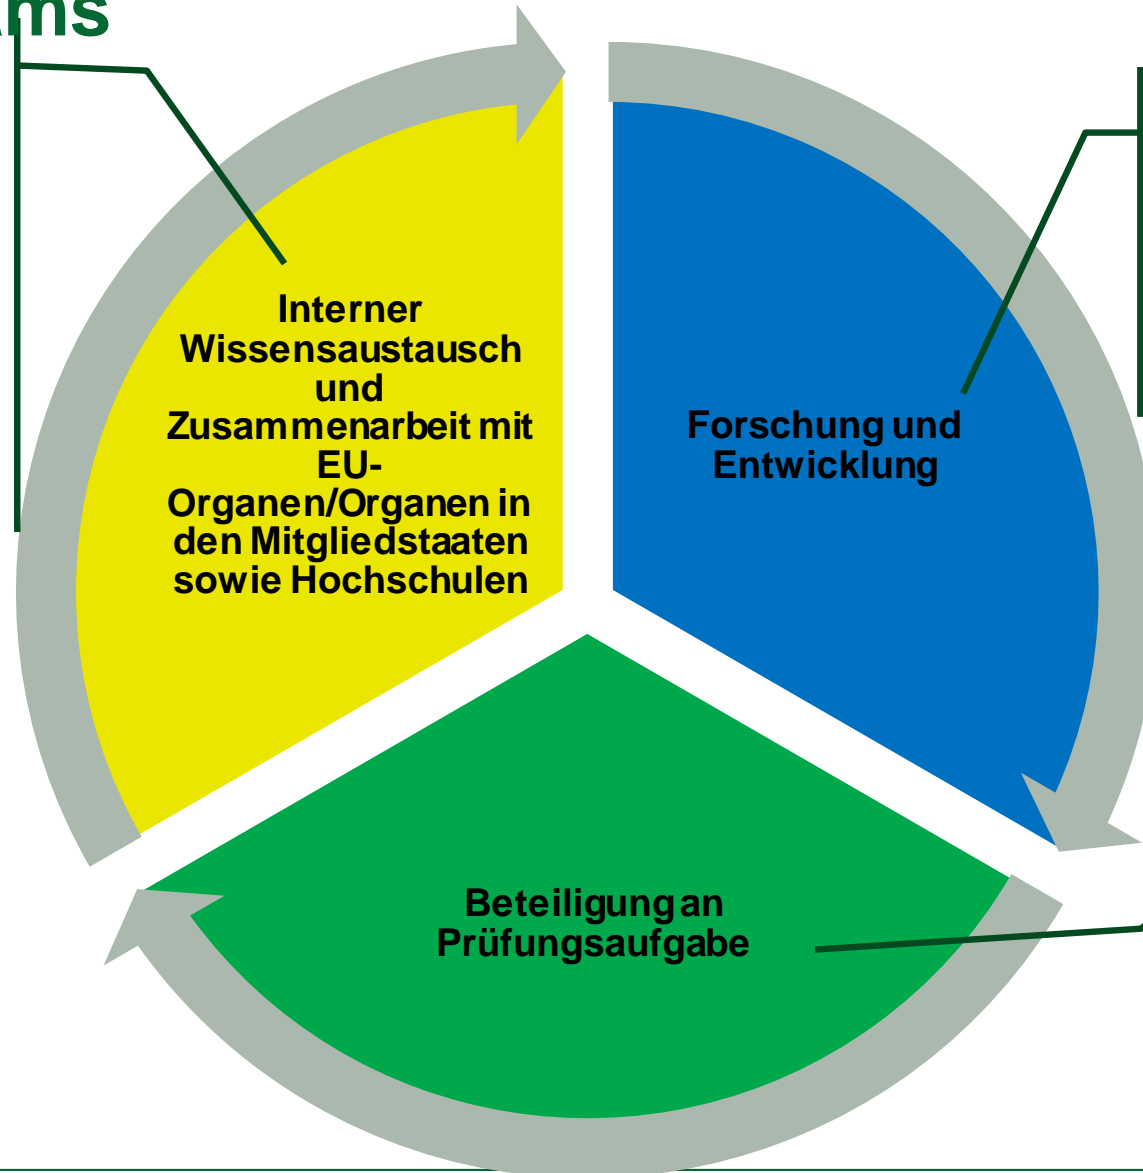 ms
Interner
Wissensaustausch
und
Zusammenarbeit mit
EU-
Organen/Organen in
den Mitgliedstaaten
sowie Hochschulen
Forschung und
Entwicklung
Beteiligung an
Prüfungsaufgabe